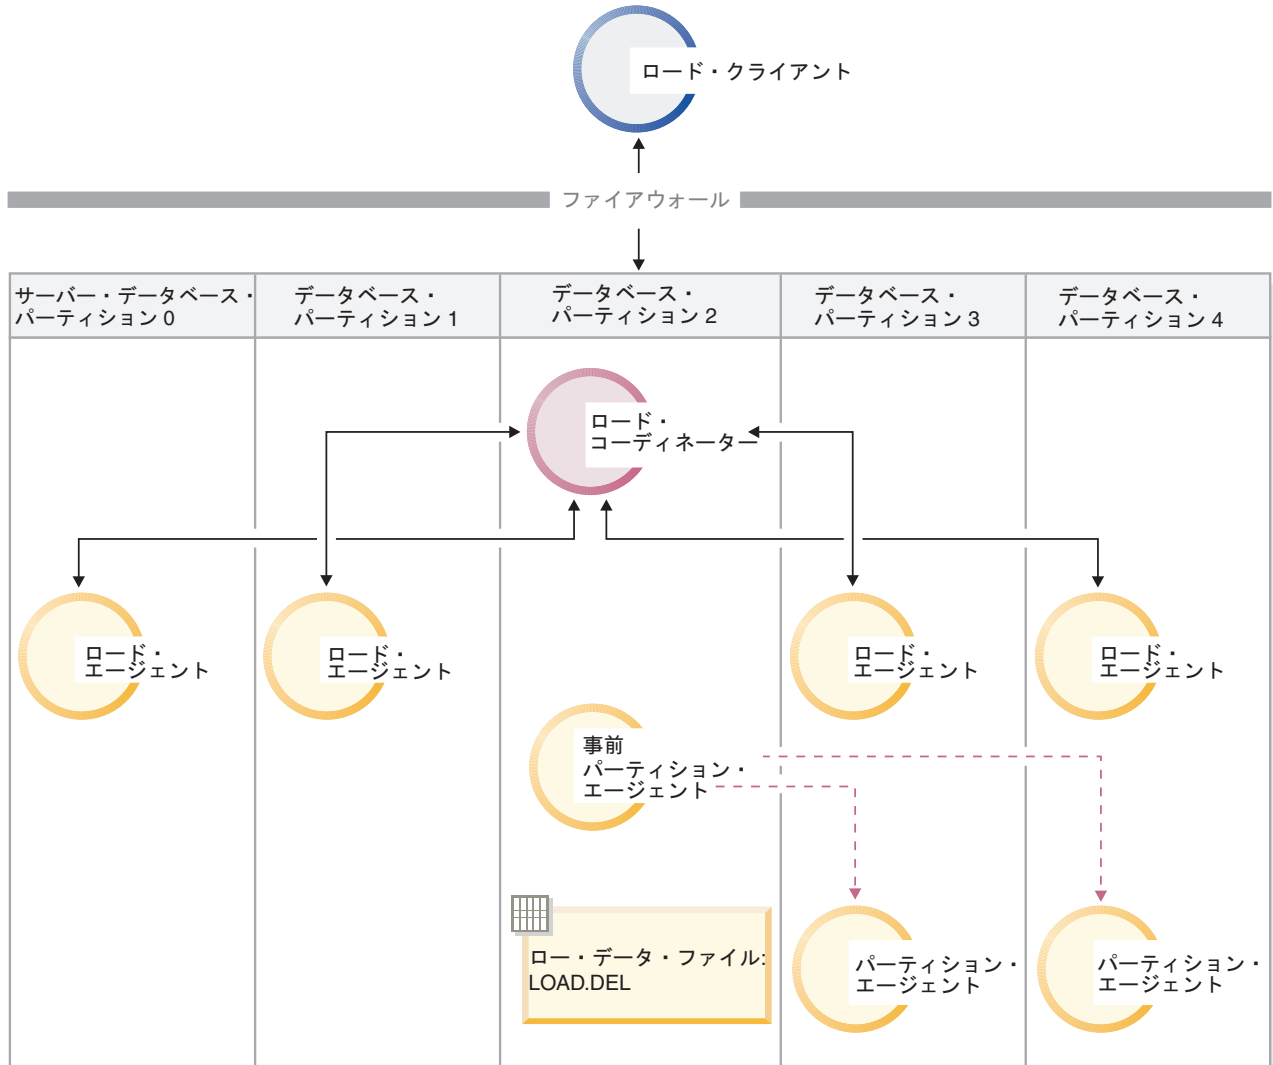 ロード・クライアント
ファイアウォール
サーバー・データベース・
パーティション 0
データベース・
パーティション 1
データベース・
パーティション 2
データベース・
パーティション 3
データベース・
パーティション 4
ロード・
コーディネーター
ロード・
エージェント
ロード・
エージェント
ロード・
エージェント
ロード・
エージェント
事前
パーティション・
エージェント
ロー・データ・ファイル:
LOAD.DEL
パーティション・
エージェント
パーティション・
エージェント